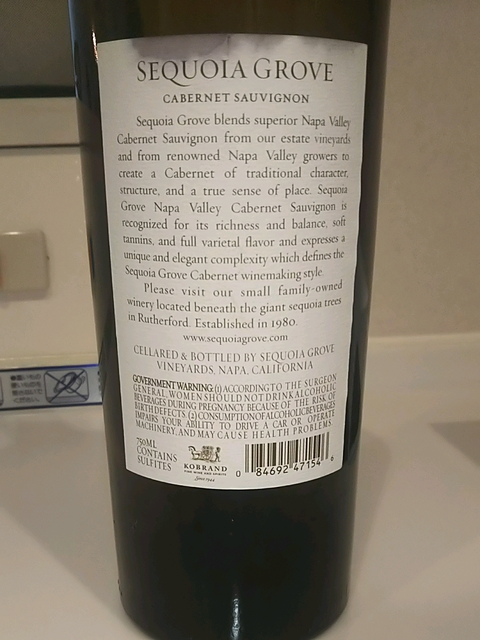 SEQUOIA GROVE
CABERNET SAUVIGNON
Sequoia Grove blends superior Napa Valley
Cabernet Sauvignon from our estate vineyards
and from renowned Napa Valley growers to
create a Cabernet of traditional character,
structure, and a true sense of place. Sequoia
Grove Napa Valley Cabernet Sauvignon is
recognized for its richness and balance, soft
tannins, and full varietal flavor and expresses a
unique and elegant complexity which defines the
Sequoia Grove Cabernet winemaking style.
Please visit our small family-owned
winery located beneath the giant sequoia trees
in Rutherford. Established in 1980.
www.sequoiagrove.com
CELLARED & BOTTLED BY SEQUOIA GROVE
VINEYARDS, NAPA, CALIFORNIA
GOVERNMENT WARNING: (1) ACCORDING TO THE SURGEON
GENERAL, WOMEN SHOULD NOT DRINK ALCOHOLIC
BEVERAGES DURING PREGNANCY BECAUSE OF THE RISK OF
BIRTH DEFECTS. (2) CONSUMPTION OF ALCOHOLIC BEVERAGES
IMPAIRS YOUR ABILITY TO DRIVE A CAR OR OPERATE
MACHINERY, AND MAY CAUSE HEALTH PROBLEMS
750ML
CONTAINS
SULFITES
KOBRAND
FINE WINE AND SPIRITS
Since 1944
0 84692 47154 6